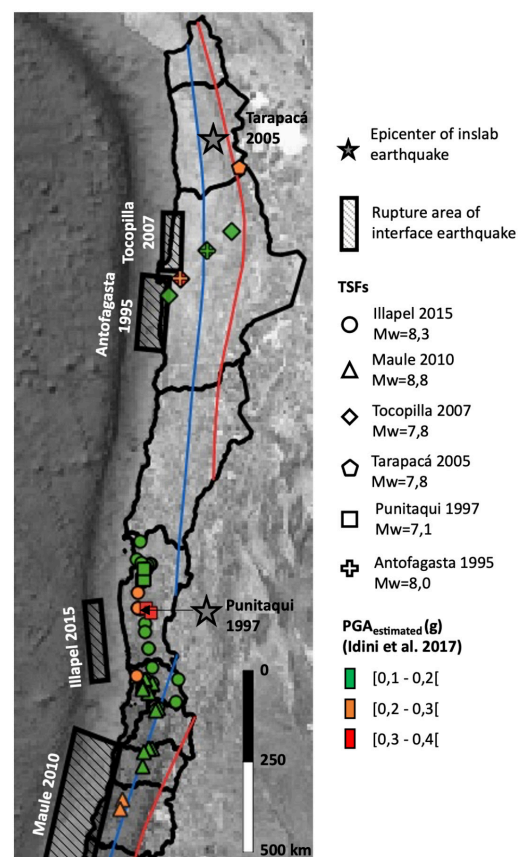 Tarapacá
2005
Tocopilla
2007
Antofagasta
1995
Punitaqui
1997
Illapel 2015
Maule 2010
0
250
500 km
Epicenter of inslab
earthquake
Rupture area of
interface earthquake
TSFs
Illapel 2015
Mw=8,3
Maule 2010
Mw=8,8
Tocopilla 2007
Mw=7,8
Tarapacá 2005
Mw=7,8
Punitaqui 1997
Mw=7,1
Antofagasta 1995
Mw=8,0
PGAestimated (g)
(Idini et al. 2017)
[0,1 - 0,2[
[0,2 - 0,3[
[0,3 - 0,4[